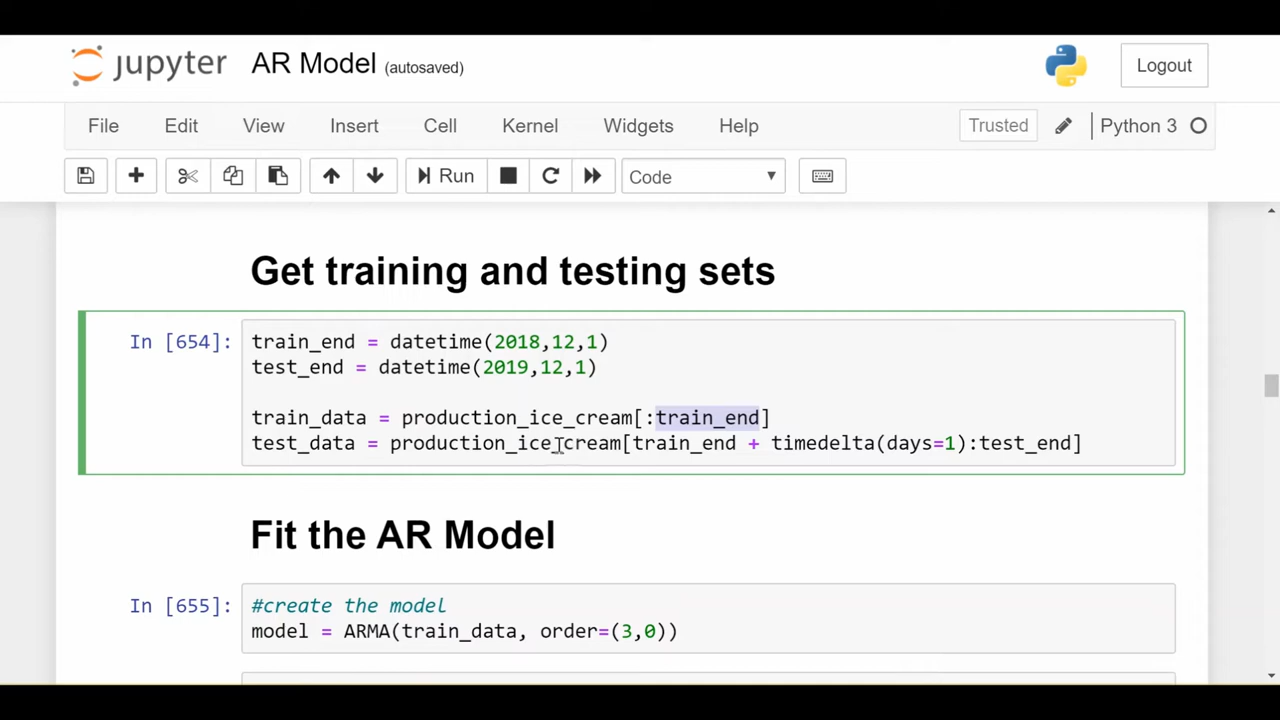 jupyter AR Model (autosaved) Logout
File Edit View Insert Cell Kernel Widgets Help Trusted Python 3
Run Code
Get training and testing sets
In [654]: train_end = datetime(2018,12,1)
test_end = datetime(2019,12,1)
train_data = production_ice_cream[:train_end]
test_data = production_ice_cream[train_end + timedelta(days=1):test_end]
Fit the AR Model
In [655]: #create the model
model = ARMA(train_data, order=(3,0))